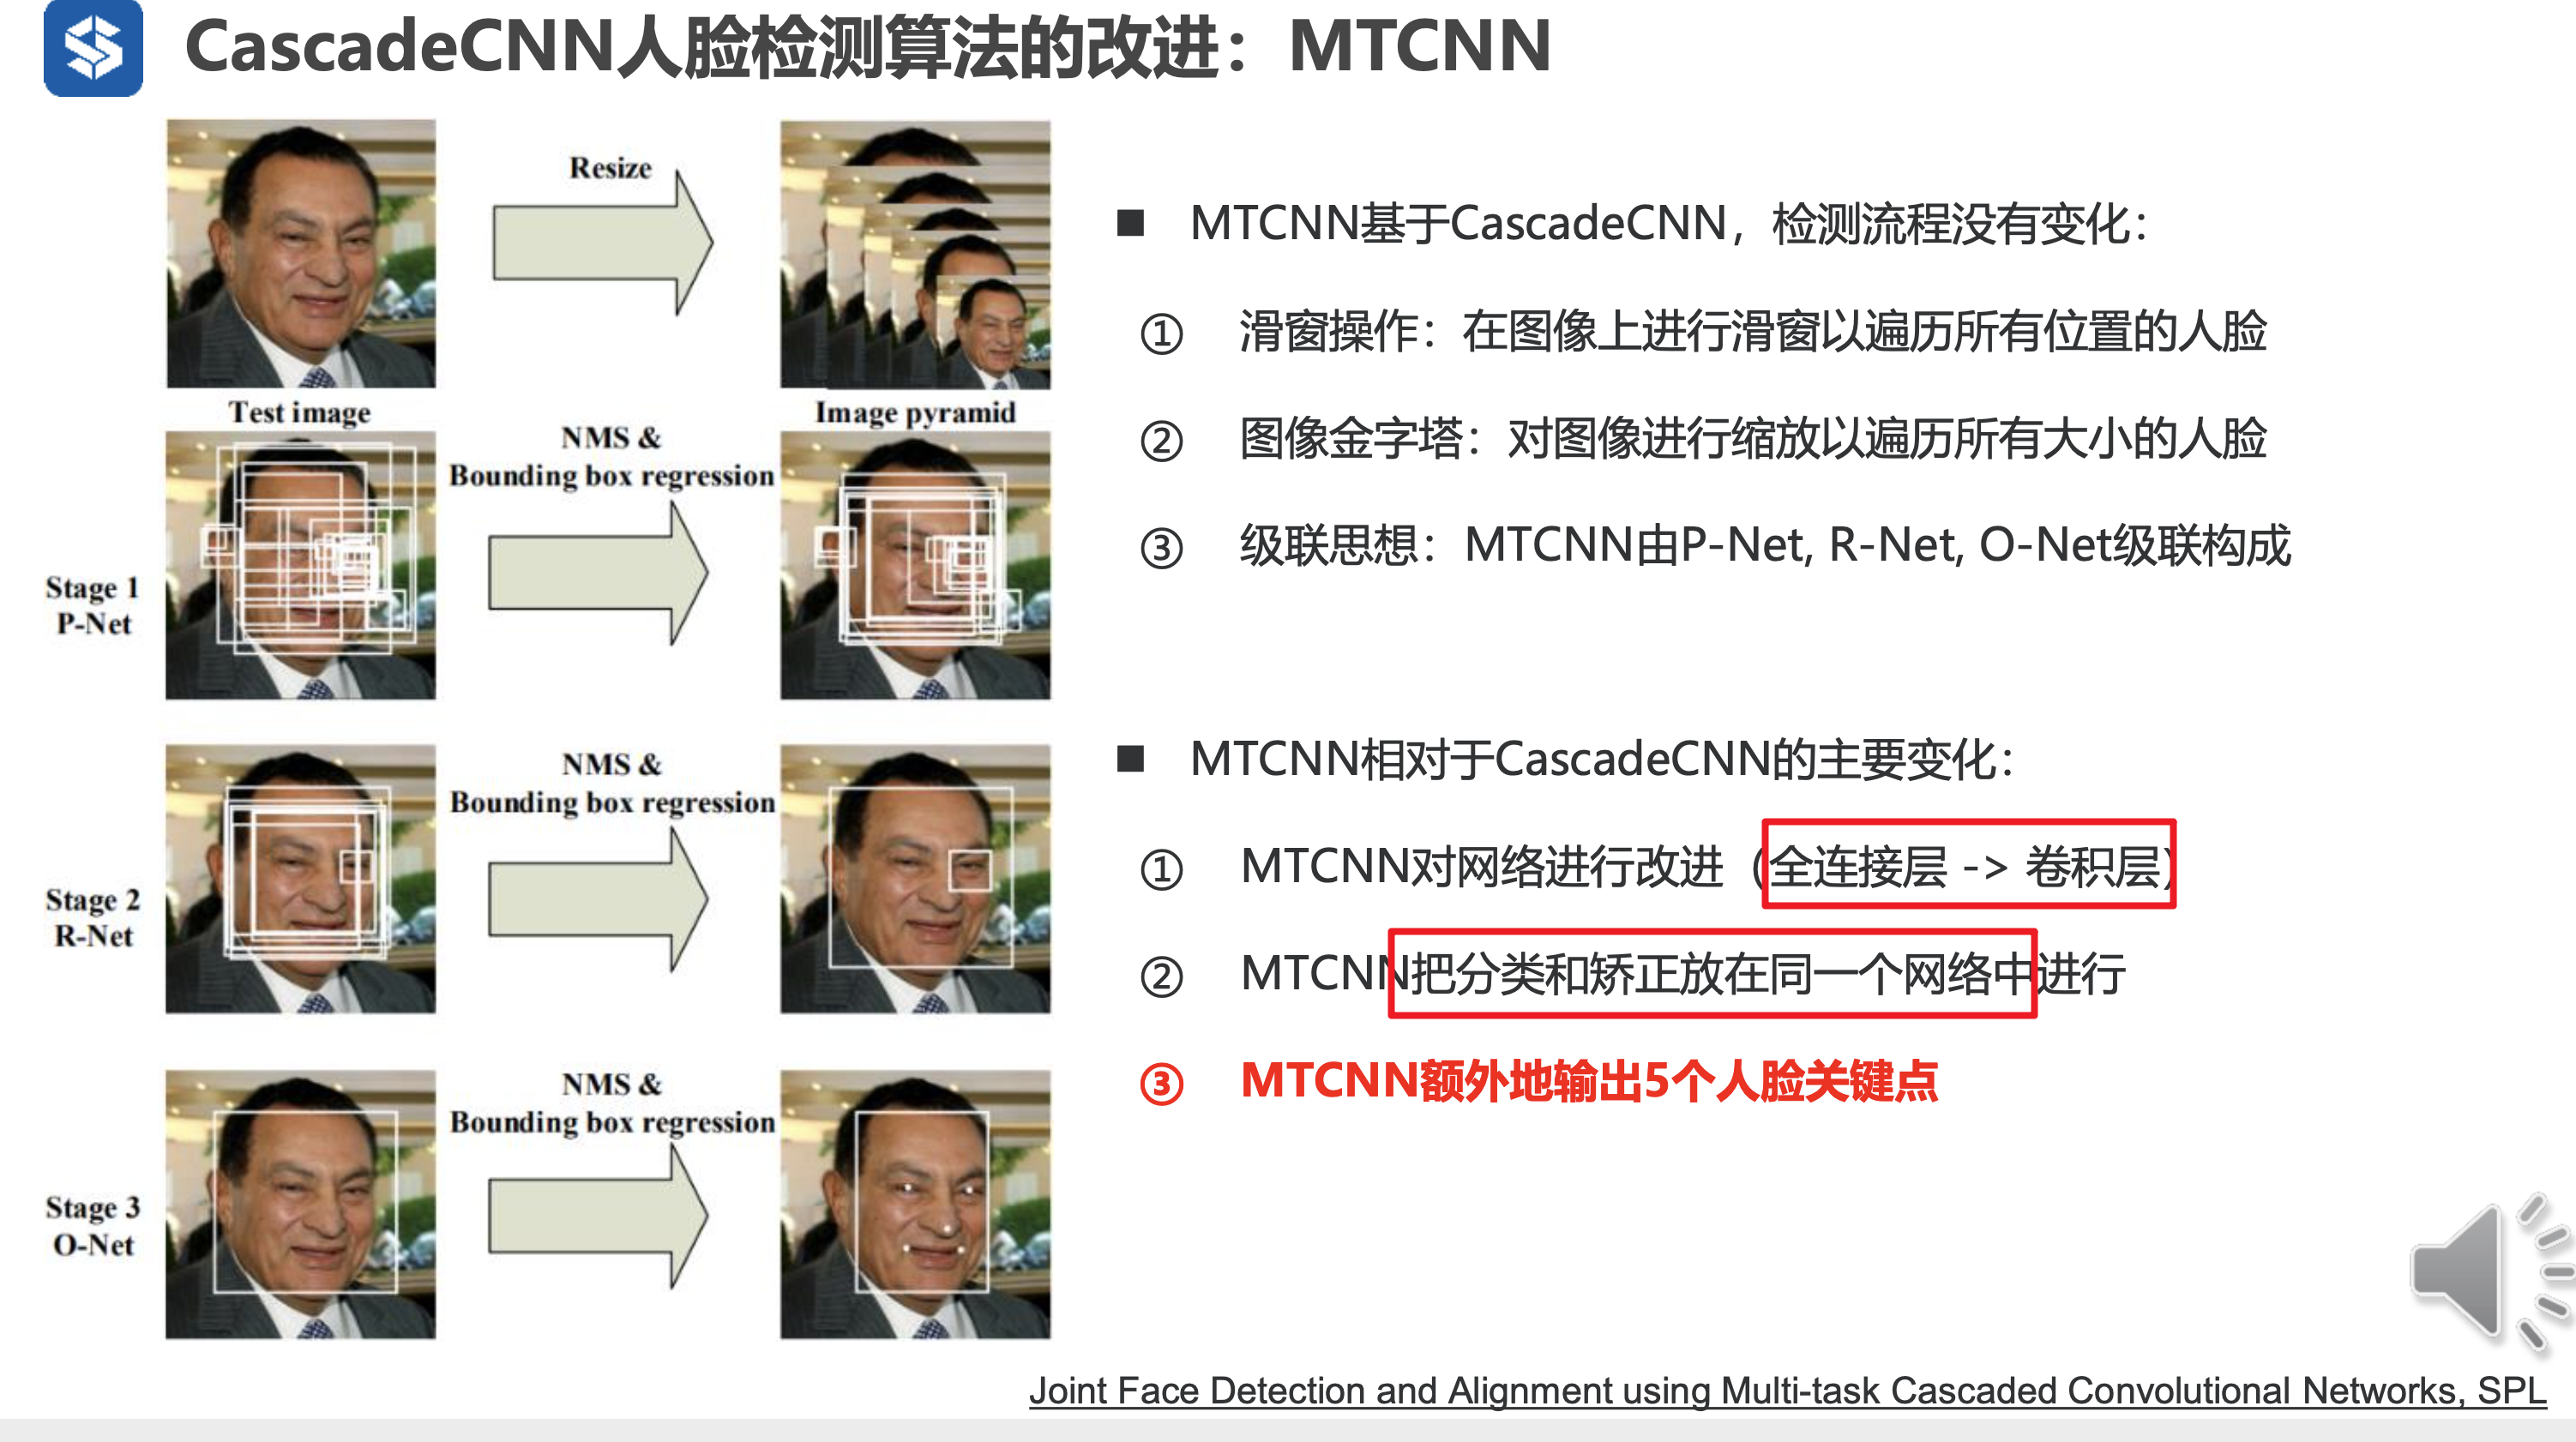 CascadeCNN人脸检测算法的改进：MTCNN
Resize
Test image
Image pyramid
NMS &
Bounding box regression
Stage 1
P-Net
NMS &
Bounding box regression
Stage 2
R-Net
NMS &
Bounding box regression
Stage 3
O-Net
■ MTCNN基于CascadeCNN，检测流程没有变化：
① 滑窗操作：在图像上进行滑窗以遍历所有位置的人脸
② 图像金字塔：对图像进行缩放以遍历所有大小的人脸
③ 级联思想：MTCNN由P-Net, R-Net, O-Net级联构成
■ MTCNN相对于CascadeCNN的主要变化：
① MTCNN对网络进行改进（全连接层 -> 卷积层）
② MTCNN把分类和矫正放在同一个网络中进行
③ MTCNN额外地输出5个人脸关键点
Joint Face Detection and Alignment using Multi-task Cascaded Convolutional Networks, SPL